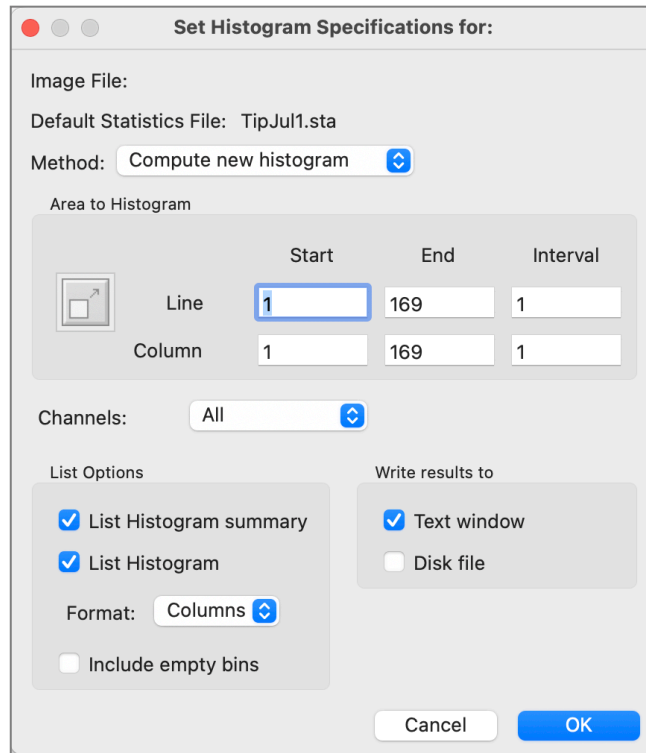 Set Histogram Specifications for:
Image File:
Default Statistics File: TipJul1.sta
Method: Compute new histogram
Area to Histogram
Start End Interval
Line 1 169 1
Column 1 169 1
Channels: All
List Options
List Histogram summary
List Histogram
Format: Columns
Include empty bins
Write results to
Text window
Disk file
Cancel OK